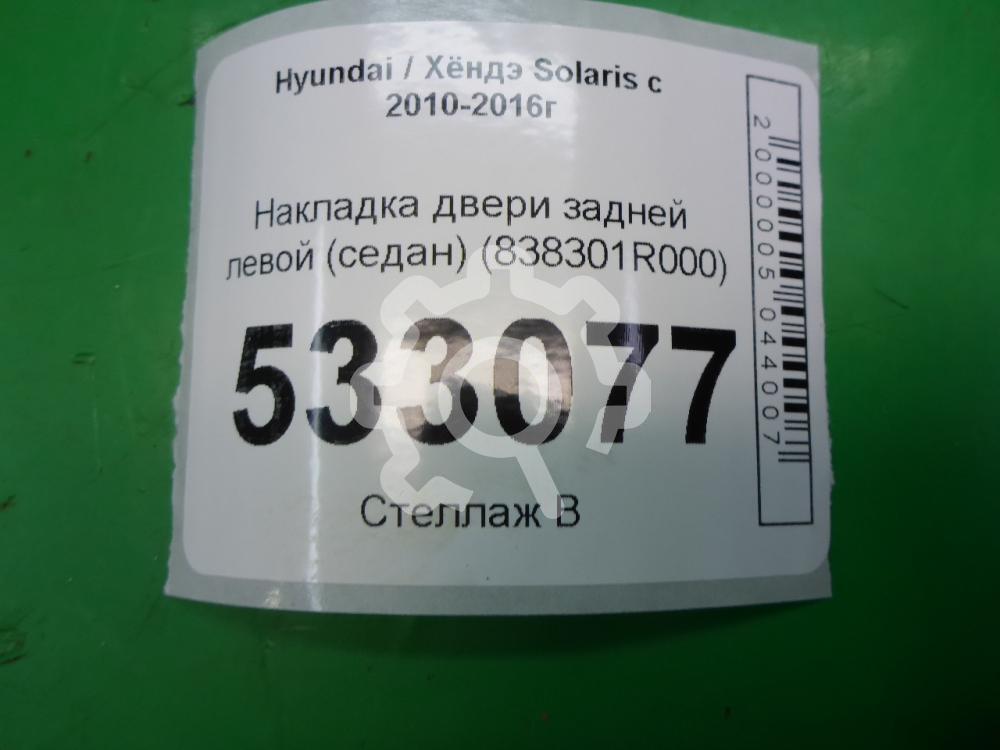 Hyundai / Хёндэ Solaris с
2010-2016г
Накладка двери задней
левой (седан) (838301R000)
533077
Стеллаж В
2000005044007